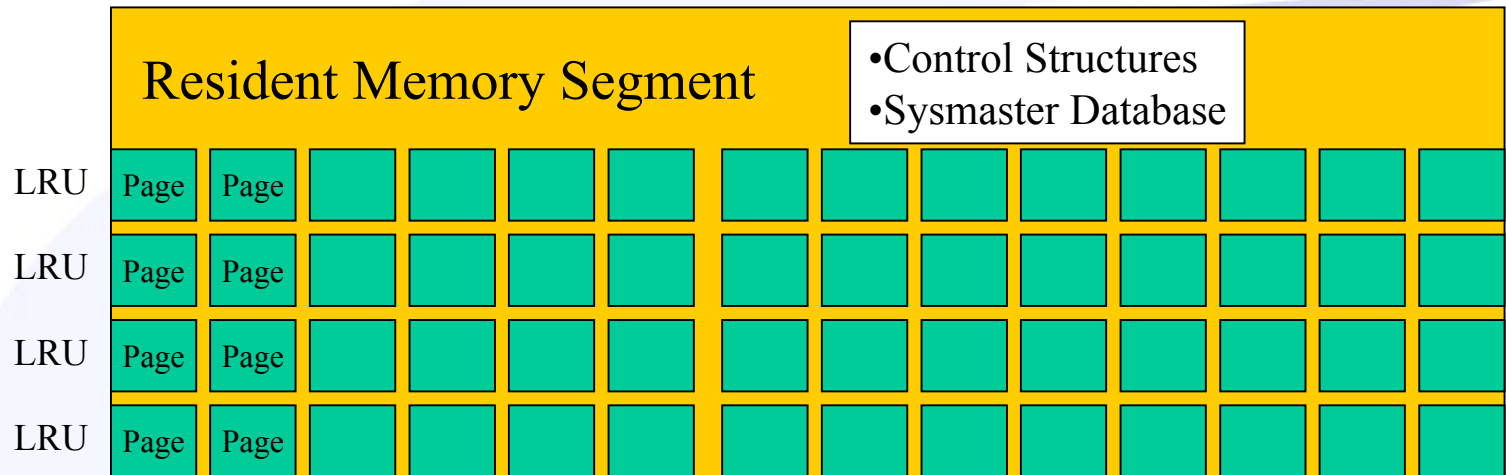 Resident Memory Segment
•Control Structures
•Sysmaster Database
LRU Page Page
LRU Page Page
LRU Page Page
LRU Page Page